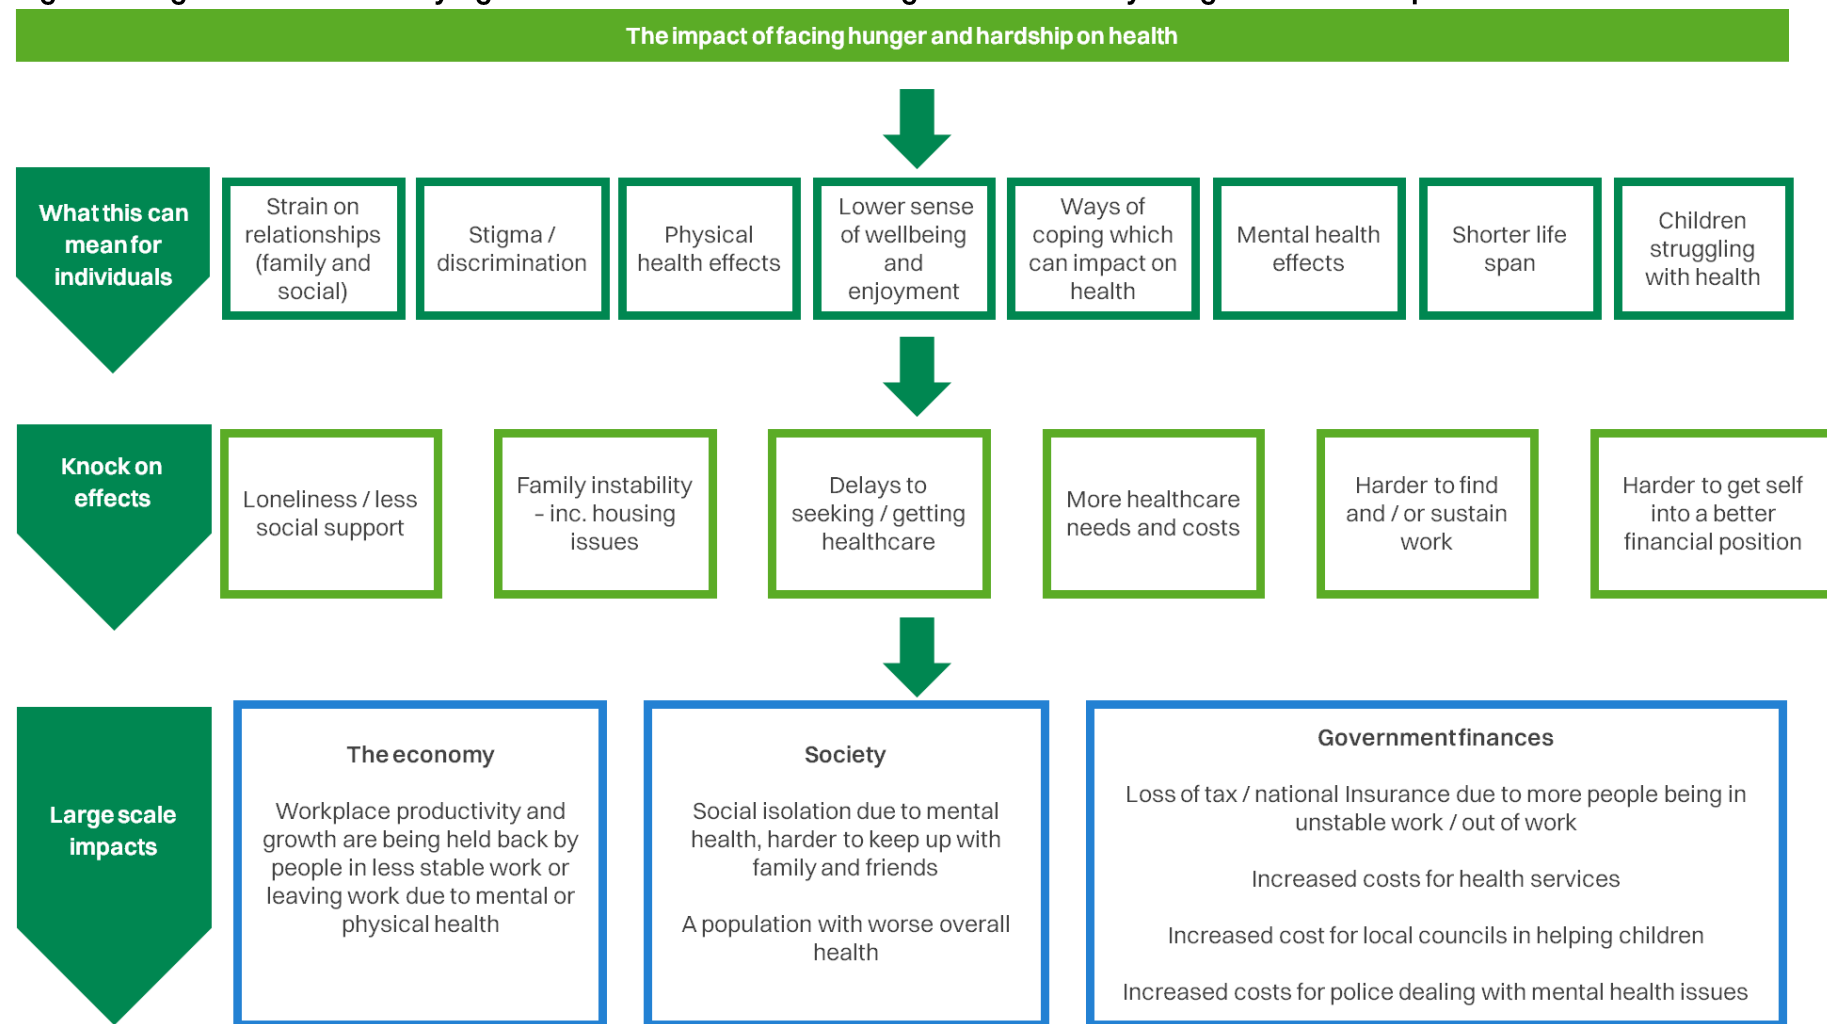 The impact of facing hunger and hardship on health
What this can
mean for
individuals
Strain on
relationships
(family and
social)
Stigma /
discrimination
Physical
health effects
Lower sense
of wellbeing
and
enjoyment
Ways of
coping which
can impact on
health
Mental health
effects
Shorter life
span
Children
struggling
with health
Knock on
effects
Loneliness / less
social support
Family instability
– inc. housing
issues
Delays to
seeking / getting
healthcare
More healthcare
needs and costs
Harder to find
and / or sustain
work
Harder to get self
into a better
financial position
Large scale
impacts
The economy
Workplace productivity and
growth are being held back by
people in less stable work or
leaving work due to mental or
physical health
Society
Social isolation due to mental
health, harder to keep up with
family and friends
A population with worse overall
health
Government finances
Loss of tax / national Insurance due to more people being in
unstable work / out of work
Increased costs for health services
Increased cost for local councils in helping children
Increased costs for police dealing with mental health issues